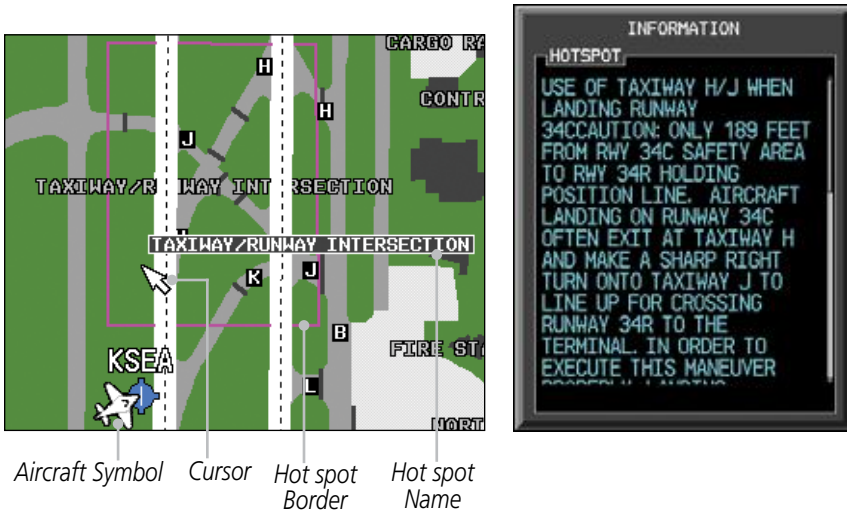 CARGO RA
H
CONTR
H
J
TAXIWAY/R NWAY INT RSECTION
TAXIWAY/RUNWAY INTERSECTION
K
J
B
FIRE STA
KSEA
L
NORT
Aircraft Symbol
Cursor
Hot spot
Border
Hot spot
Name
INFORMATION
HOTSPOT
USE OF TAXIWAY H/J WHEN
LANDING RUNWAY
34CCAUTION: ONLY 189 FEET
FROM RWY 34C SAFETY AREA
TO RWY 34R HOLDING
POSITION LINE. AIRCRAFT
LANDING ON RUNWAY 34C
OFTEN EXIT AT TAXIWAY H
AND MAKE A SHARP RIGHT
TURN ONTO TAXIWAY J TO
LINE UP FOR CROSSING
RUNWAY 34R TO THE
TERMINAL. IN ORDER TO
EXECUTE THIS MANEUVER